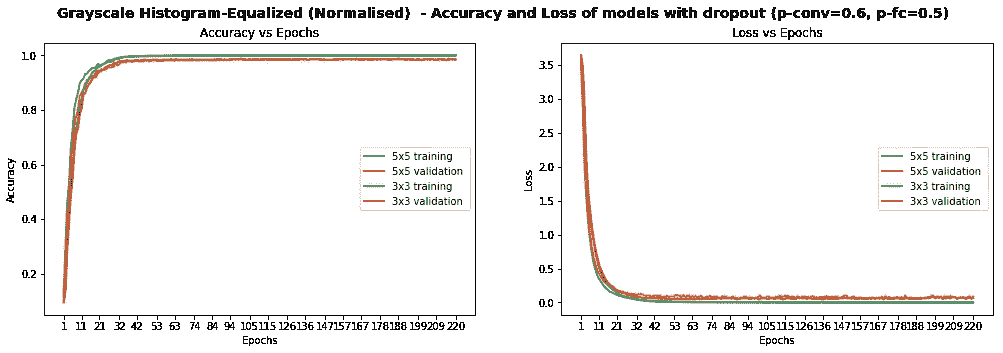 Grayscale Histogram-Equalized (Normalised) - Accuracy and Loss of models with dropout (p-conv=0.6, p-fc=0.5)
Accuracy vs Epochs
Accuracy
1.0
0.8
0.6
0.4
0.2
5x5 training
5x5 validation
3x3 training
3x3 validation
1 11 21 32 42 53 63 74 84 94 105 115 126 136 147 157 167 178 188 199 209 220
Epochs
Loss vs Epochs
Loss
3.5
3.0
2.5
2.0
1.5
1.0
0.5
0.0
5x5 training
5x5 validation
3x3 training
3x3 validation
1 11 21 32 42 53 63 74 84 94 105 115 126 136 147 157 167 178 188 199 209 220
Epochs